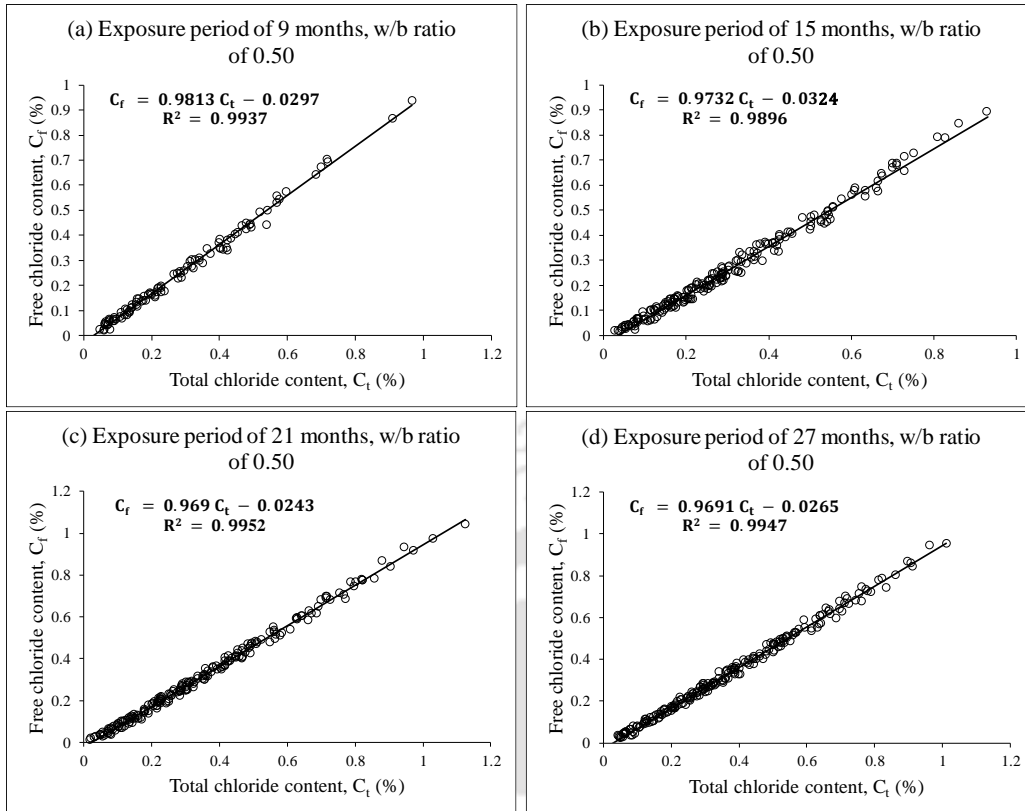 (a) Exposure period of 9 months, w/b ratio
of 0.50
C_f = 0.9813 C_t − 0.0297
R² = 0.9937
Free chloride content, C_f (%)
1
0.9
0.8
0.7
0.6
0.5
0.4
0.3
0.2
0.1
0
0 0.2 0.4 0.6 0.8 1 1.2
Total chloride content, C_t (%)
(b) Exposure period of 15 months, w/b ratio
of 0.50
C_f = 0.9732 C_t − 0.0324
R² = 0.9896
Free chloride content, C_f (%)
1
0.9
0.8
0.7
0.6
0.5
0.4
0.3
0.2
0.1
0
0 0.2 0.4 0.6 0.8 1
Total chloride content, C_t (%)
(c) Exposure period of 21 months, w/b ratio
of 0.50
C_f = 0.969 C_t − 0.0243
R² = 0.9952
Free chloride content, C_f (%)
1.2
1
0.8
0.6
0.4
0.2
0
0 0.2 0.4 0.6 0.8 1 1.2
Total chloride content, C_t (%)
(d) Exposure period of 27 months, w/b ratio
of 0.50
C_f = 0.9691 C_t − 0.0265
R² = 0.9947
Free chloride content, C_f (%)
1.2
1
0.8
0.6
0.4
0.2
0
0 0.2 0.4 0.6 0.8 1 1.2
Total chloride content, C_t (%)